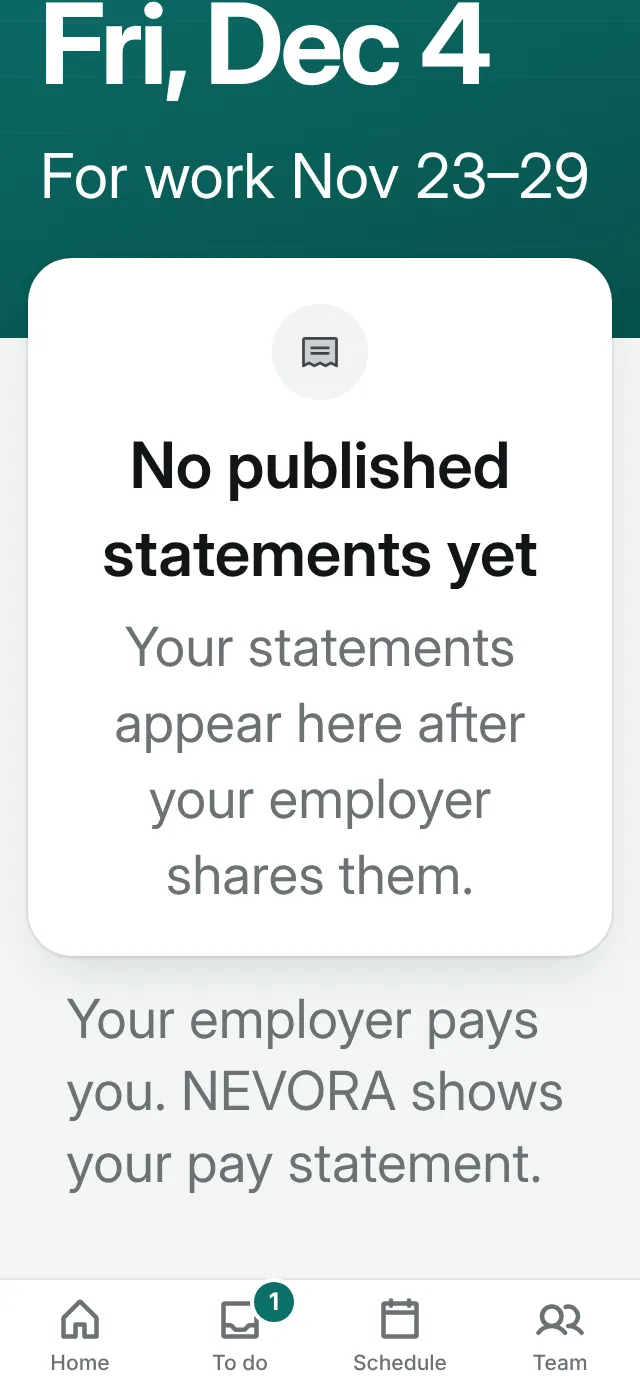 Fri, Dec 4
For work Nov 23–29
No published
statements yet
Your statements
appear here after
your employer
shares them.
Your employer pays
you. NEVORA shows
your pay statement.
1
Home
To do
Schedule
Team